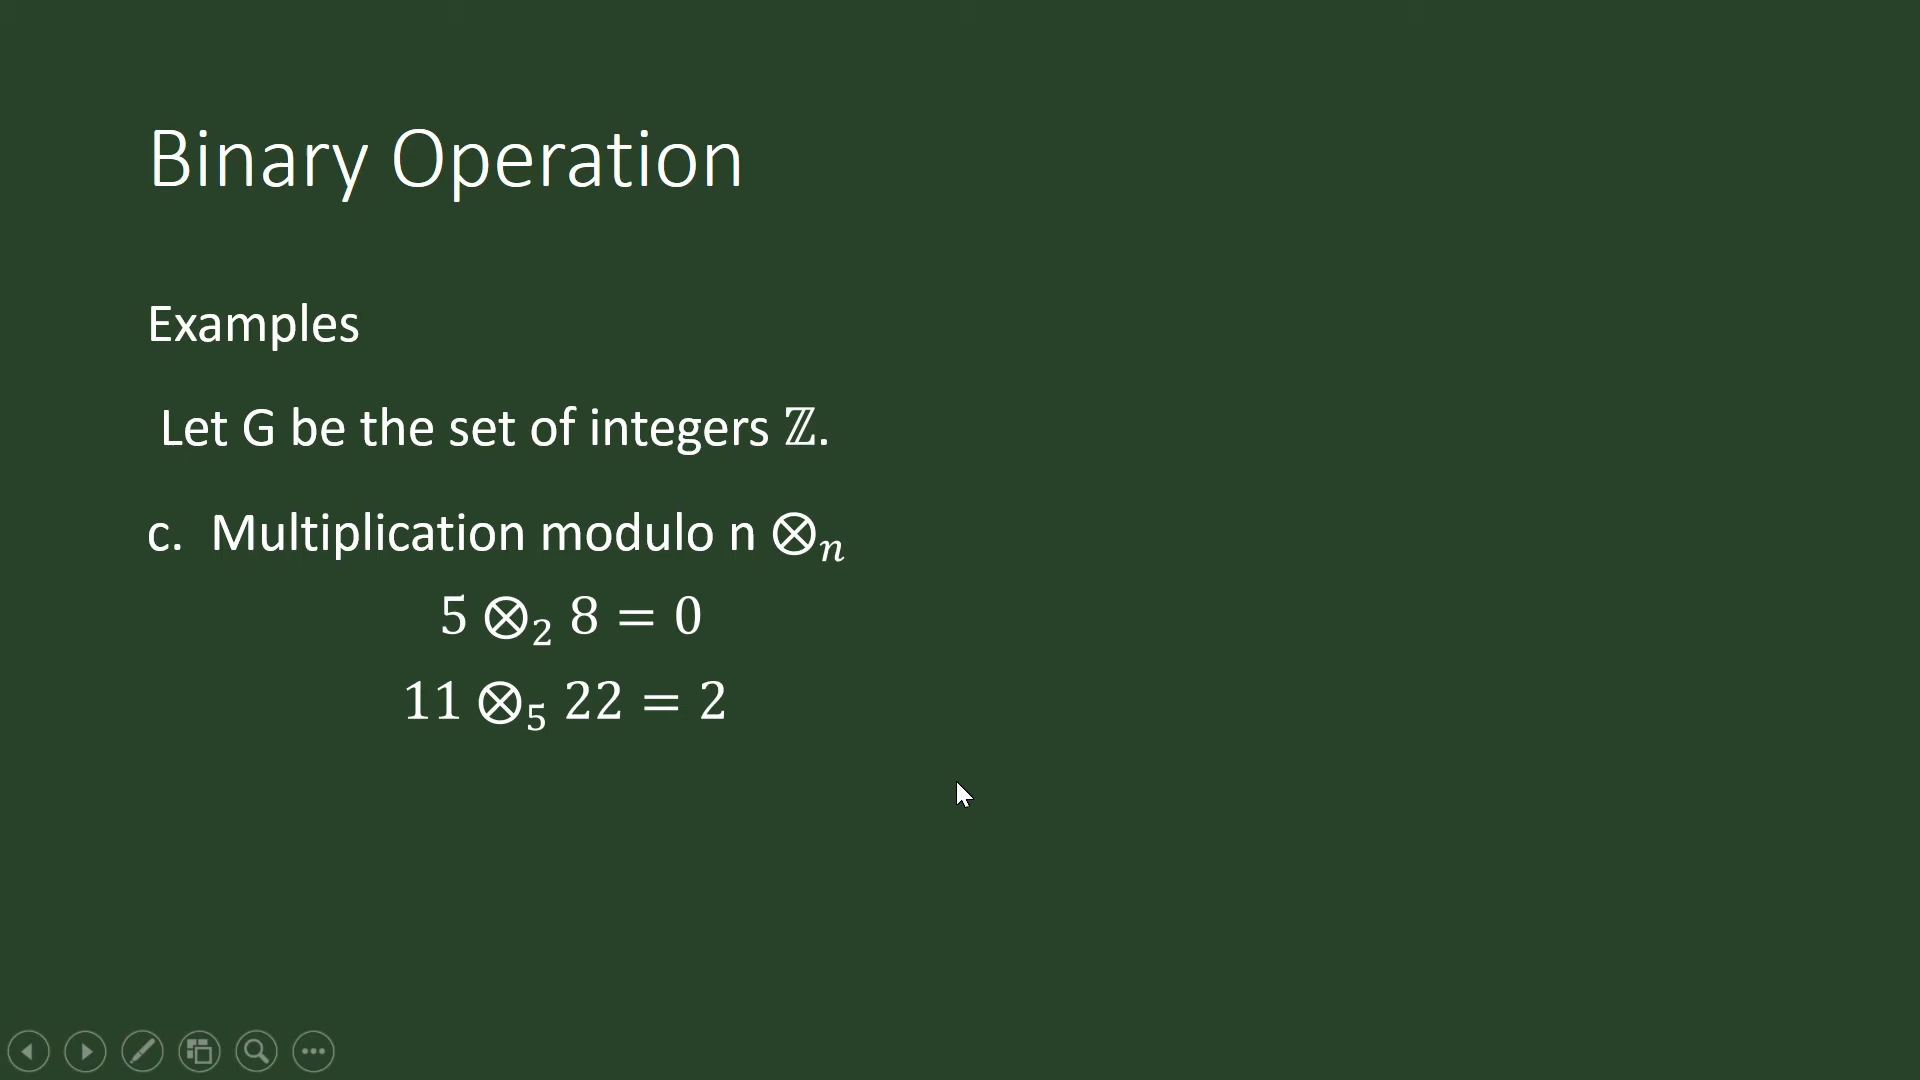 Binary Operation
Examples
Let G be the set of integers ℤ.
c. Multiplication modulo n ⊗ₙ
5 ⊗₂ 8 = 0
11 ⊗₅ 22 = 2